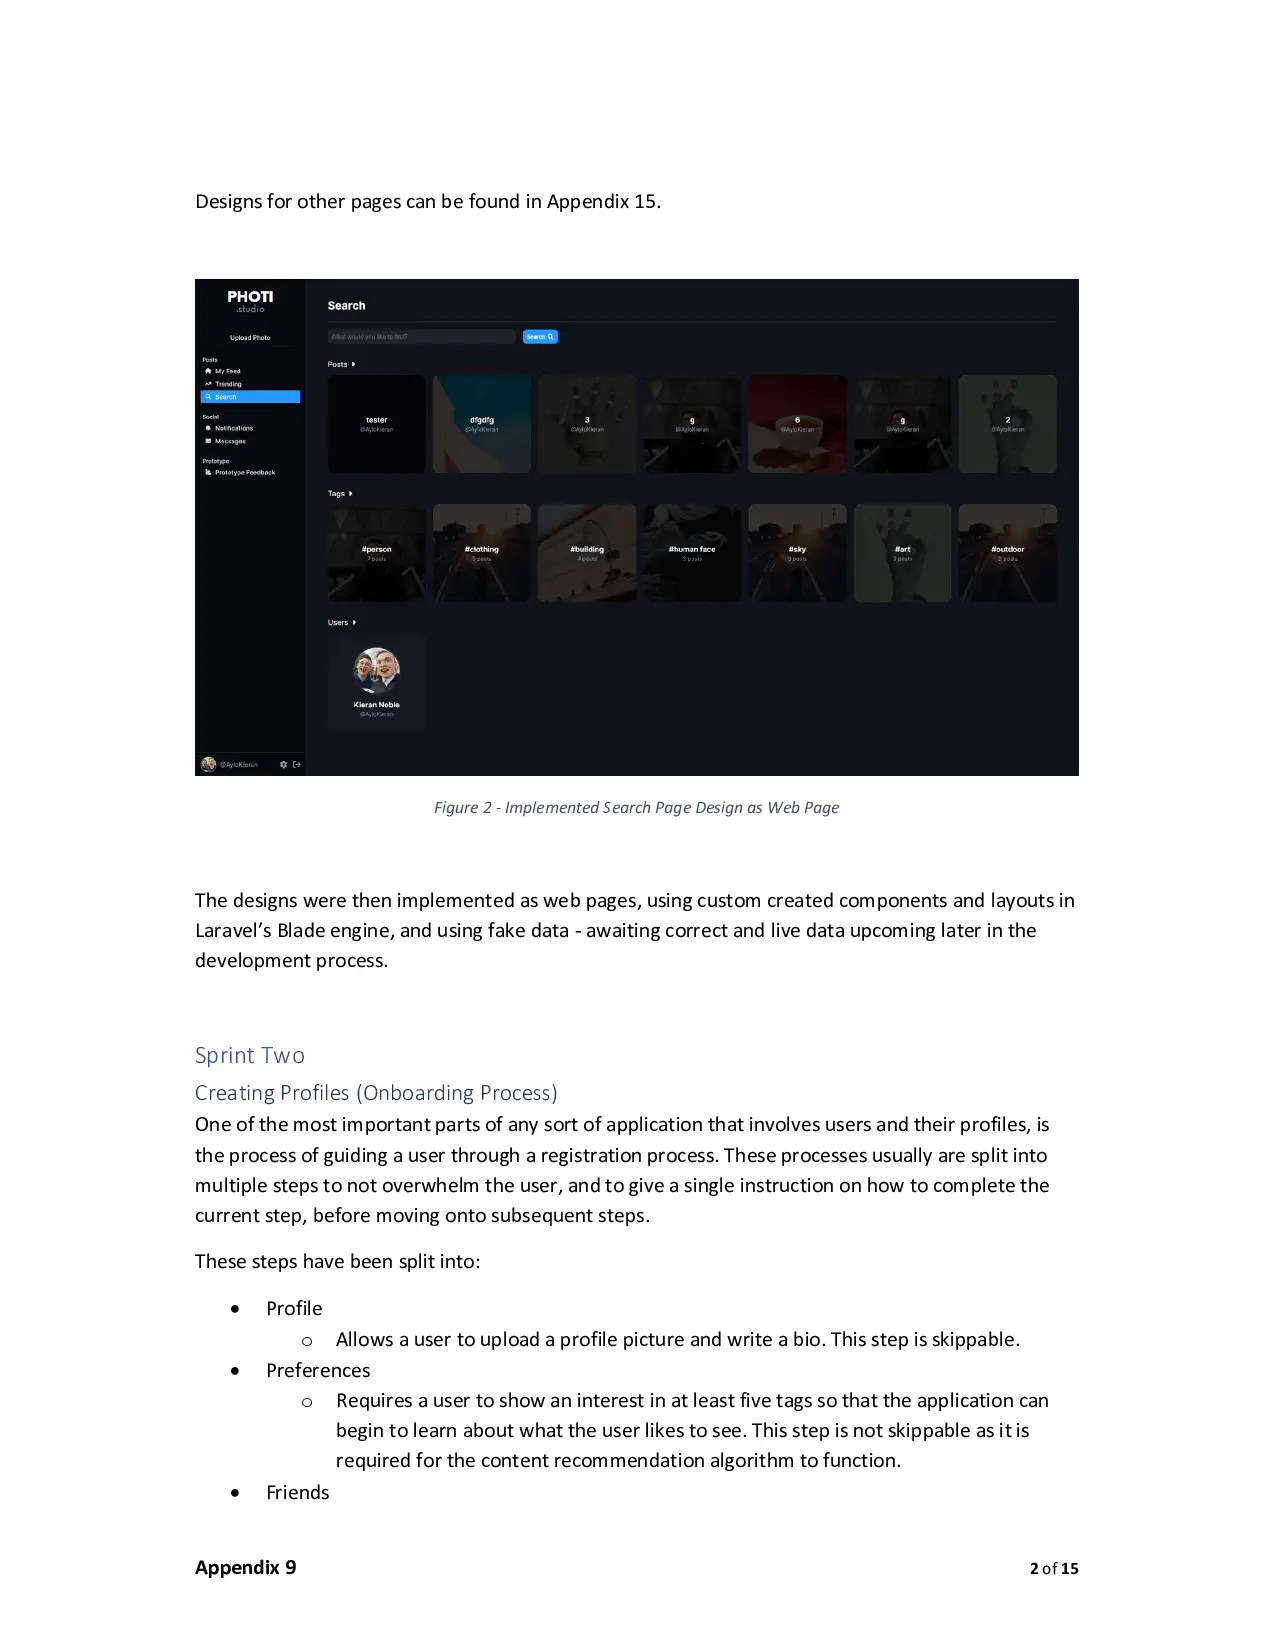 Designs for other pages can be found in Appendix 15.
PHOTI
.studio
Upload Photo
Posts
My Feed
Trending
Search
Social
Notifications
Messages
Prototype
Prototype Feedback
@AyloKieran
Search
What would you like to find?
Search
Posts
tester
@AyloKieran
dfgdfg
@AyloKieran
3
@AyloKieran
g
@AyloKieran
6
@AyloKieran
g
@AyloKieran
2
@AyloKieran
Tags
#person
7 posts
#clothing
5 posts
#building
4 posts
#human face
3 posts
#sky
3 posts
#art
3 posts
#outdoor
3 posts
Users
Kieran Noble
@AyloKieran
Figure 2 - Implemented Search Page Design as Web Page
The designs were then implemented as web pages, using custom created components and layouts in
Laravel’s Blade engine, and using fake data - awaiting correct and live data upcoming later in the
development process.
Sprint Two
Creating Profiles (Onboarding Process)
One of the most important parts of any sort of application that involves users and their profiles, is
the process of guiding a user through a registration process. These processes usually are split into
multiple steps to not overwhelm the user, and to give a single instruction on how to complete the
current step, before moving onto subsequent steps.
These steps have been split into:
• Profile
o Allows a user to upload a profile picture and write a bio. This step is skippable.
• Preferences
o Requires a user to show an interest in at least five tags so that the application can
begin to learn about what the user likes to see. This step is not skippable as it is
required for the content recommendation algorithm to function.
• Friends
Appendix 9
2 of 15